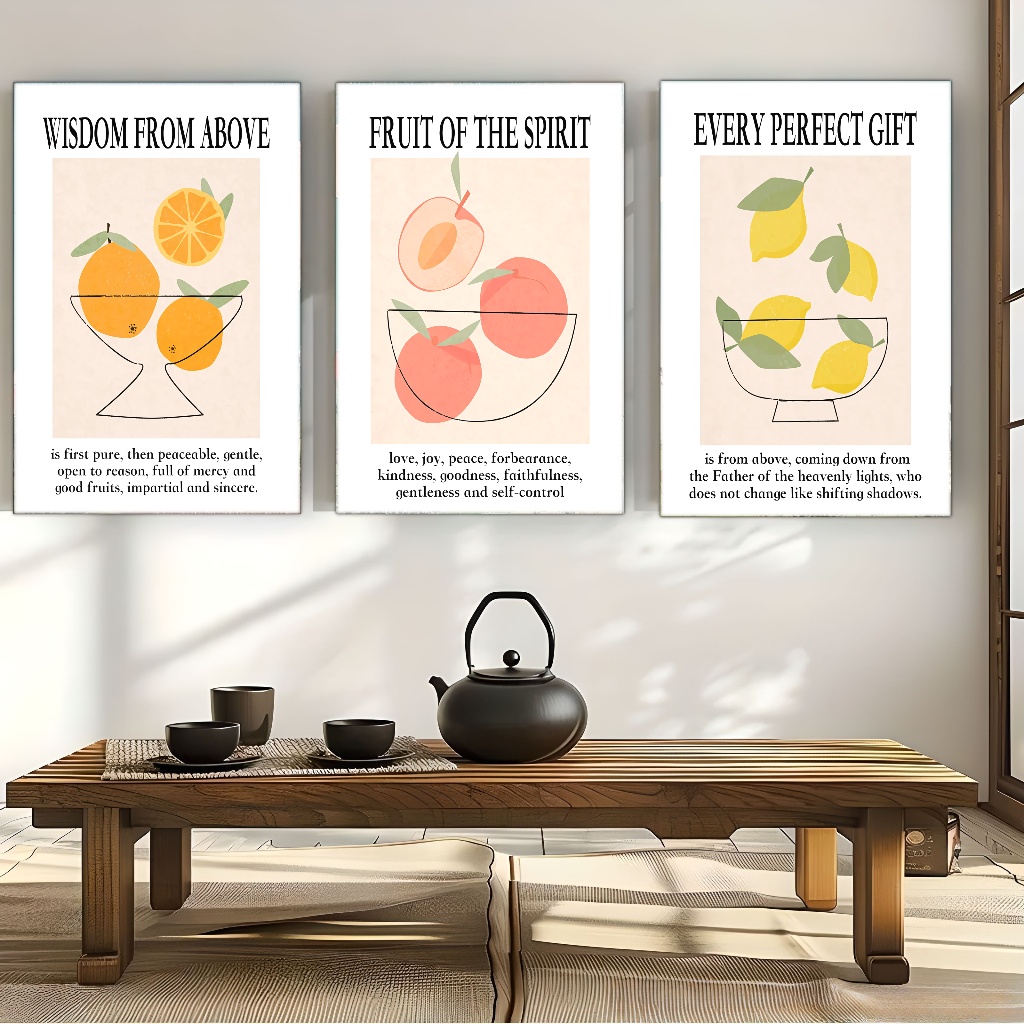 WISDOM FROM ABOVE
is first pure, then peaceable, gentle,
open to reason, full of mercy and
good fruits, impartial and sincere.
FRUIT OF THE SPIRIT
love, joy, peace, forbearance,
kindness, goodness, faithfulness,
gentleness and self-control
EVERY PERFECT GIFT
is from above, coming down from
the Father of the heavenly lights, who
does not change like shifting shadows.